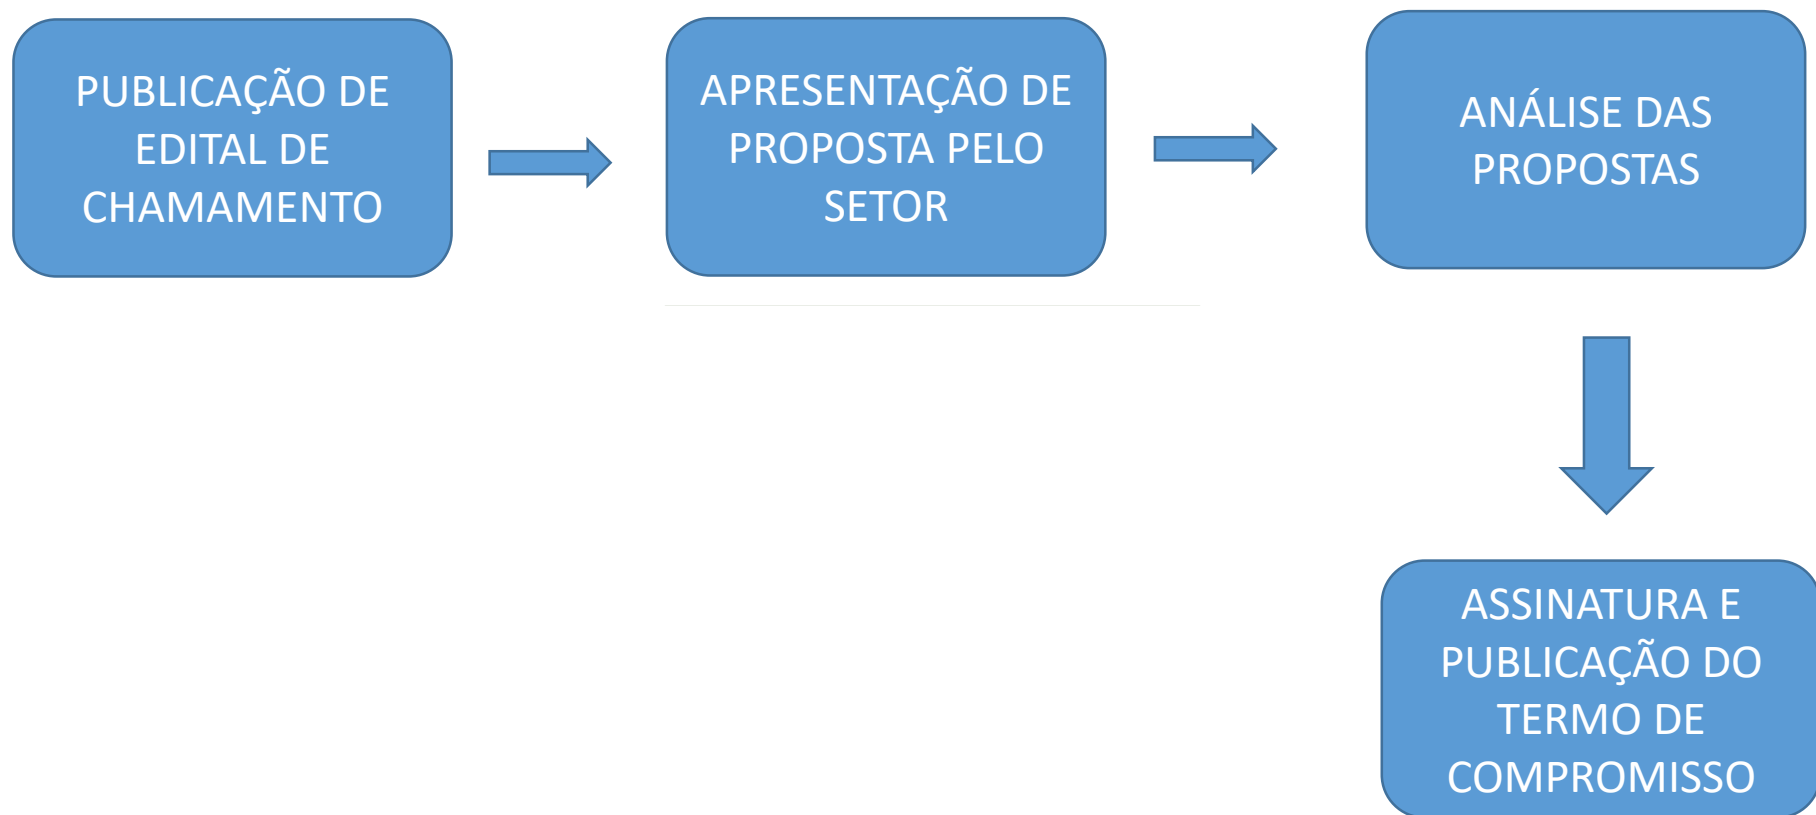 PUBLICAÇÃO DE
EDITAL DE
CHAMAMENTO
APRESENTAÇÃO DE
PROPOSTA PELO
SETOR
ANÁLISE DAS
PROPOSTAS
ASSINATURA E
PUBLICAÇÃO DO
TERMO DE
COMPROMISSO